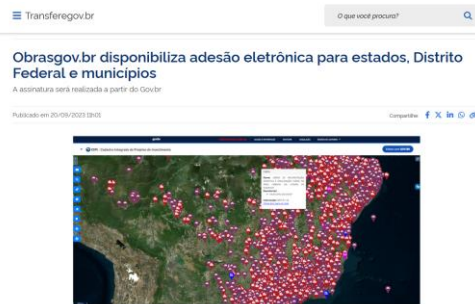 Transferegov.br
O que você procura?
Obrasgov.br disponibiliza adesão eletrônica para estados, Distrito
Federal e municípios
A assinatura será realizada a partir do Gov.br
Publicado em 20/09/2023 11h01
Compartilhe: